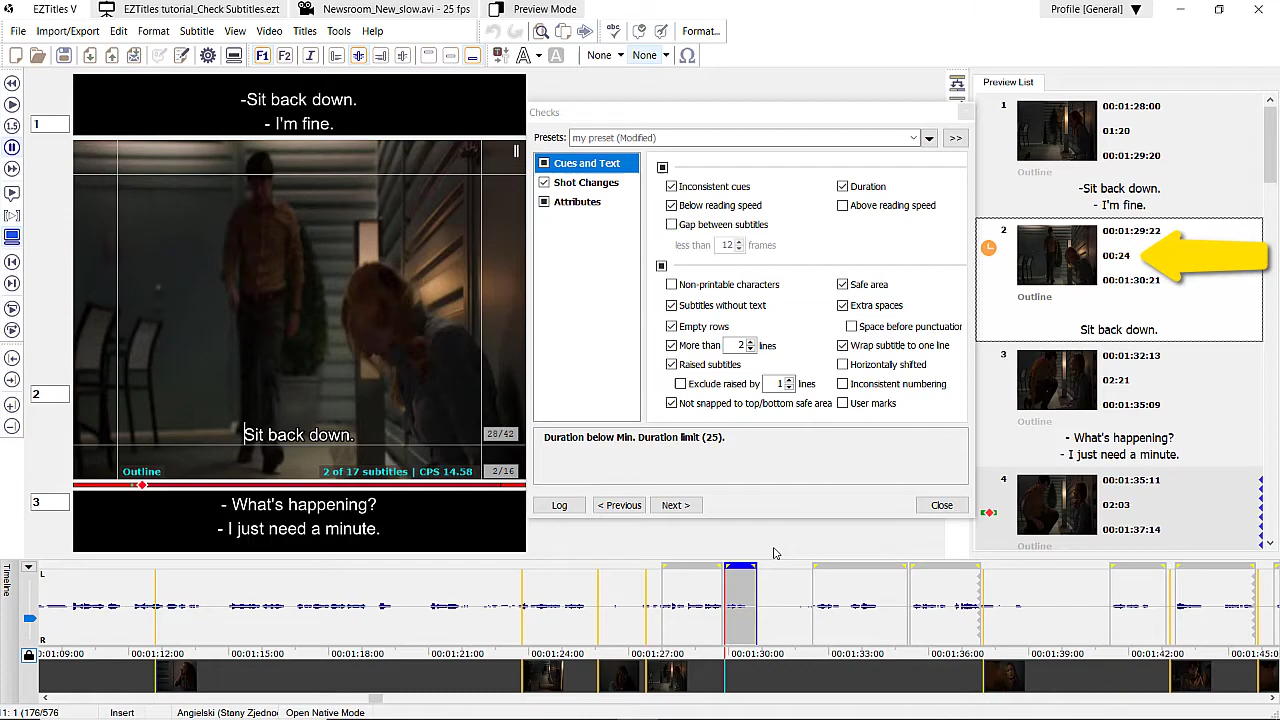 EZTitles V
EZTitles tutorial_Check Subtitles.ezt
Newsroom_New_slow.avi - 25 fps
Preview Mode
Profile [General] ▼
File
Import/Export
Edit
Format
Subtitle
View
Video
Titles
Tools
Help
Format...
F1
F2
I
A
None
None
Ω
1
-Sit back down.
- I'm fine.
Sit back down.
28/42
Outline
2 of 17 subtitles | CPS 14.58
2/16
2
3
- What's happening?
- I just need a minute.
Checks
Presets:
my preset (Modified)
>>
Cues and Text
Shot Changes
Attributes
Inconsistent cues
Duration
Below reading speed
Above reading speed
Gap between subtitles
less than 12 frames
Non-printable characters
Safe area
Subtitles without text
Extra spaces
Empty rows
Space before punctuation
More than 2 lines
Wrap subtitle to one line
Raised subtitles
Horizontally shifted
Exclude raised by 1 lines
Inconsistent numbering
Not snapped to top/bottom safe area
User marks
Duration below Min. Duration limit (25).
Log
< Previous
Next >
Close
Preview List
1
00:01:28:00
01:20
00:01:29:20
Outline
-Sit back down.
- I'm fine.
2
00:01:29:22
00:24
00:01:30:21
Outline
Sit back down.
3
00:01:32:13
02:21
00:01:35:09
Outline
- What's happening?
- I just need a minute.
4
00:01:35:11
02:03
00:01:37:14
Outline
Timeline
L
R
0:01:09:00
00:01:12:00
00:01:15:00
00:01:18:00
00:01:21:00
00:01:24:00
00:01:27:00
00:01:30:00
00:01:33:00
00:01:36:00
00:01:39:00
00:01:42:00
00:01:45:0
1: 1 (176/576
Insert
Angielski (Stany Zjedno
Open Native Mode